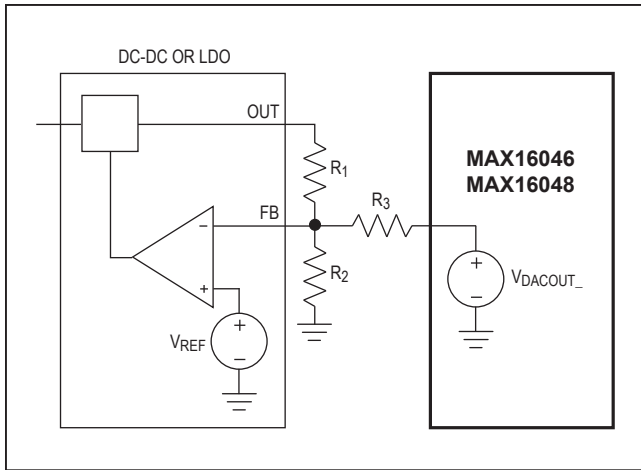 DC-DC OR LDO
OUT
R1
MAX16046
MAX16048
R3
FB
−
R2
+
+
VDACOUT_
−
+
VREF
−